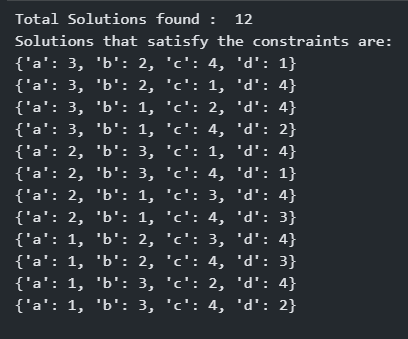 Total Solutions found :  12
Solutions that satisfy the constraints are:
{'a': 3, 'b': 2, 'c': 4, 'd': 1}
{'a': 3, 'b': 2, 'c': 1, 'd': 4}
{'a': 3, 'b': 1, 'c': 2, 'd': 4}
{'a': 3, 'b': 1, 'c': 4, 'd': 2}
{'a': 2, 'b': 3, 'c': 1, 'd': 4}
{'a': 2, 'b': 3, 'c': 4, 'd': 1}
{'a': 2, 'b': 1, 'c': 3, 'd': 4}
{'a': 2, 'b': 1, 'c': 4, 'd': 3}
{'a': 1, 'b': 2, 'c': 3, 'd': 4}
{'a': 1, 'b': 2, 'c': 4, 'd': 3}
{'a': 1, 'b': 3, 'c': 2, 'd': 4}
{'a': 1, 'b': 3, 'c': 4, 'd': 2}